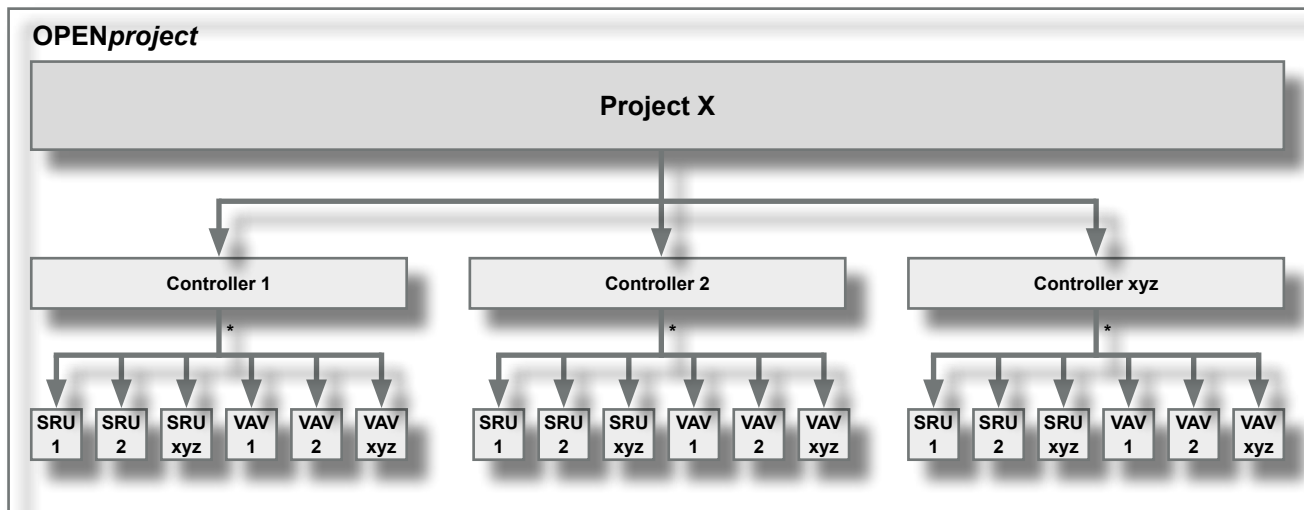 OPENproject
Project X
Controller 1
Controller 2
Controller xyz
*
*
*
SRU
1
SRU
2
SRU
xyz
VAV
1
VAV
2
VAV
xyz
SRU
1
SRU
2
SRU
xyz
VAV
1
VAV
2
VAV
xyz
SRU
1
SRU
2
SRU
xyz
VAV
1
VAV
2
VAV
xyz